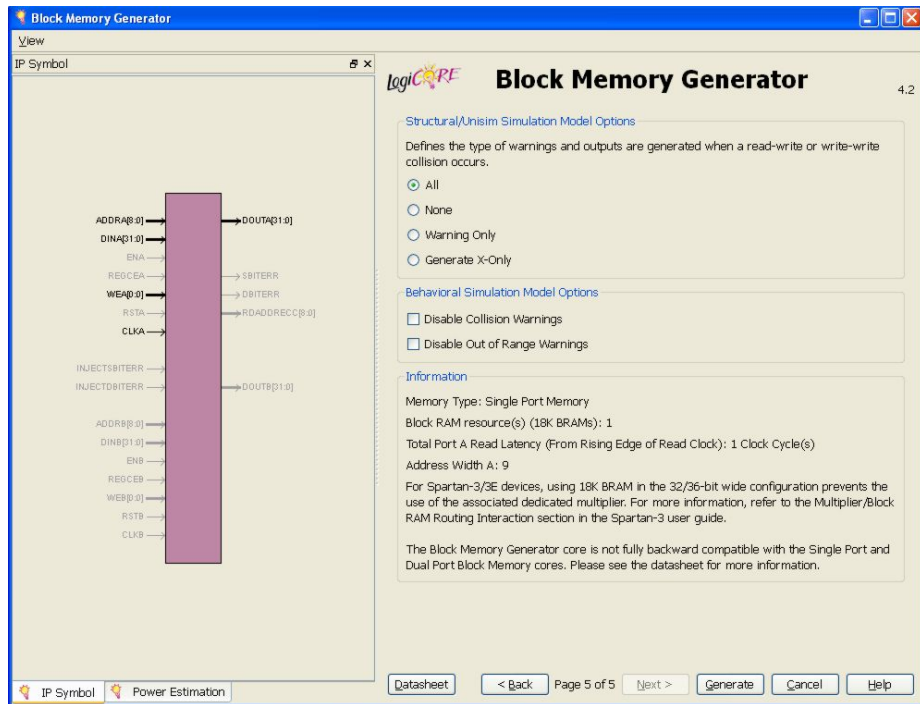 Block Memory Generator
View
IP Symbol
ADDRA[8:0]
DINA[31:0]
ENA
REGCEA
WEA[0:0]
RSTA
CLKA
INJECTSBITERR
INJECTDBITERR
ADDRB[8:0]
DINB[31:0]
ENB
REGCEB
WEB[0:0]
RSTB
CLKB
DOUTA[31:0]
SBITERR
DBITERR
RDADDRECC[8:0]
DOUTB[31:0]
IP Symbol
Power Estimation
LogiCORE
Block Memory Generator
4.2
Structural/Unisim Simulation Model Options
Defines the type of warnings and outputs are generated when a read-write or write-write
collision occurs.
All
None
Warning Only
Generate X-Only
Behavioral Simulation Model Options
Disable Collision Warnings
Disable Out of Range Warnings
Information
Memory Type: Single Port Memory
Block RAM resource(s) (18K BRAMs): 1
Total Port A Read Latency (From Rising Edge of Read Clock): 1 Clock Cycle(s)
Address Width A: 9
For Spartan-3/3E devices, using 18K BRAM in the 32/36-bit wide configuration prevents the
use of the associated dedicated multiplier. For more information, refer to the Multiplier/Block
RAM Routing Interaction section in the Spartan-3 user guide.
The Block Memory Generator core is not fully backward compatible with the Single Port and
Dual Port Block Memory cores. Please see the datasheet for more information.
Datasheet
< Back
Page 5 of 5
Next >
Generate
Cancel
Help